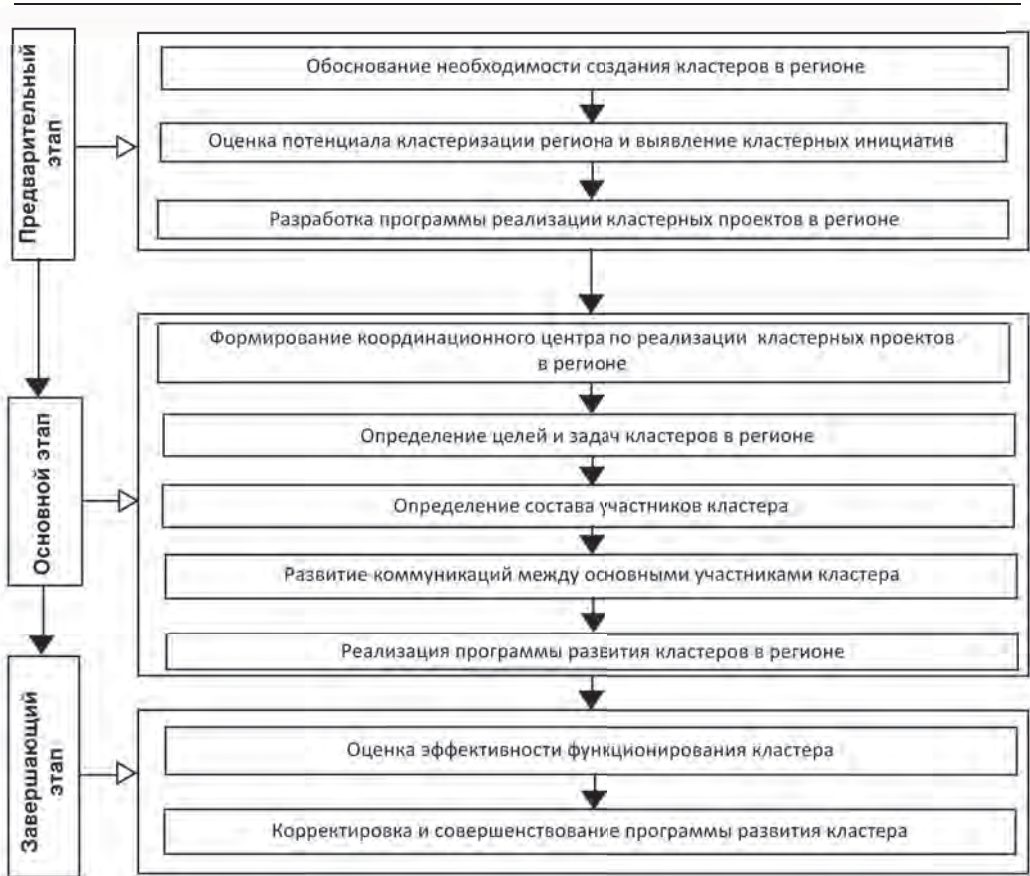 Предварительный
этап
Обоснование необходимости создания кластеров в регионе
Оценка потенциала кластеризации региона и выявление кластерных инициатив
Разработка программы реализации кластерных проектов в регионе
Основной этап
Формирование координационного центра по реализации кластерных проектов
в регионе
Определение целей и задач кластеров в регионе
Определение состава участников кластера
Развитие коммуникаций между основными участниками кластера
Реализация программы развития кластеров в регионе
Завершающий
этап
Оценка эффективности функционирования кластера
Корректировка и совершенствование программы развития кластера